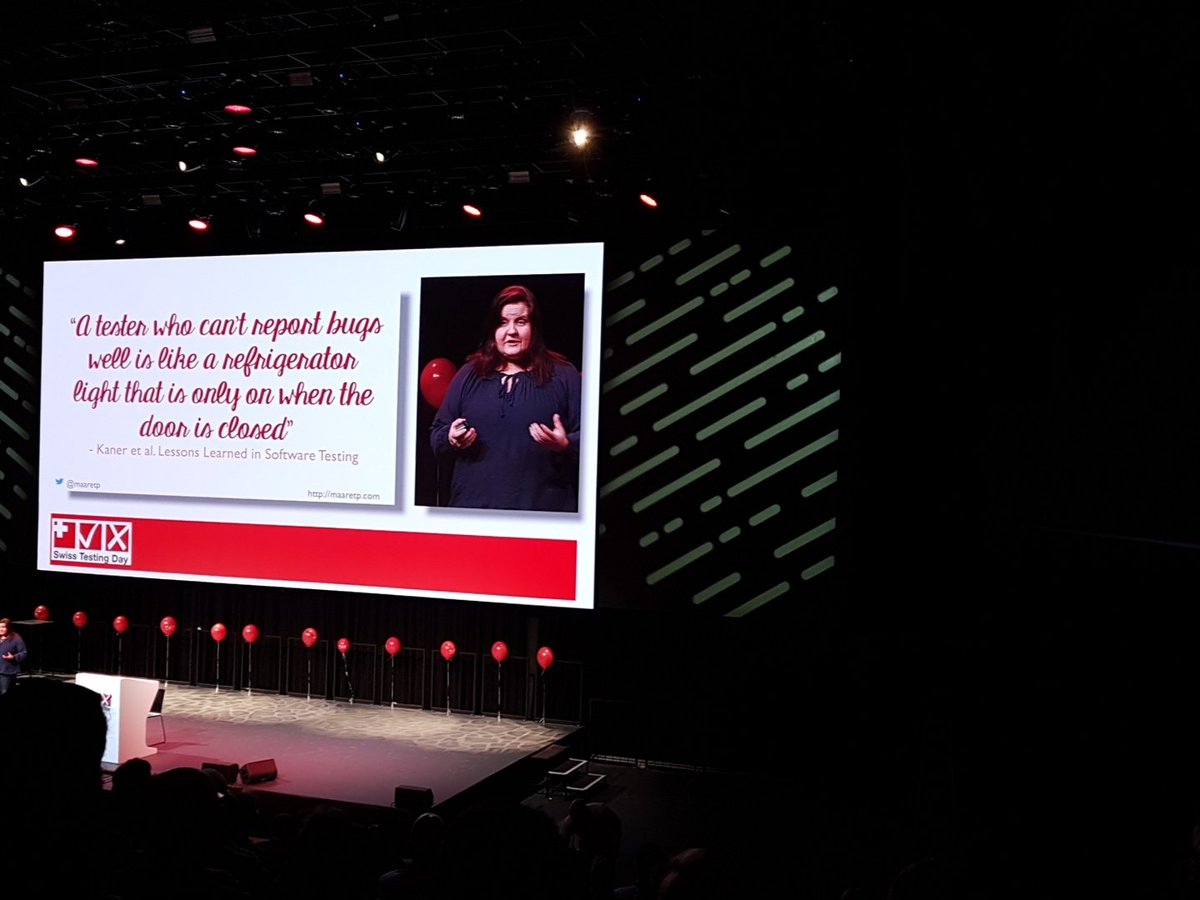 “A tester who can't report bugs
well is like a refrigerator
light that is only on when the
door is closed”
- Kaner et al. Lessons Learned in Software Testing
@maaretp
http://maaretp.com
Swiss Testing Day